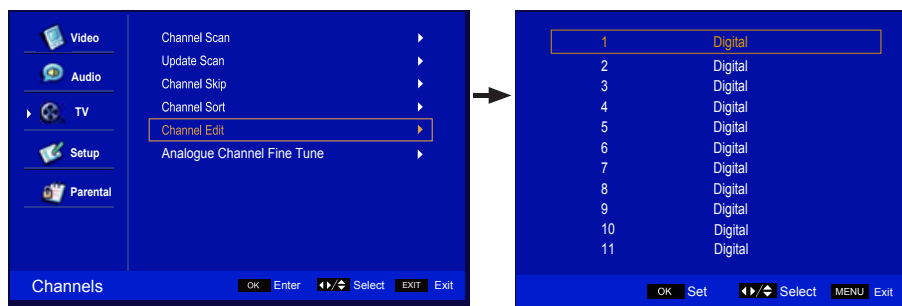 Video
Audio
TV
Setup
Parental
Channel Scan
Update Scan
Channel Skip
Channel Sort
Channel Edit
Analogue Channel Fine Tune
Channels
OK Enter Select EXIT Exit
1 Digital
2 Digital
3 Digital
4 Digital
5 Digital
6 Digital
7 Digital
8 Digital
9 Digital
10 Digital
11 Digital
OK Set Select MENU Exit